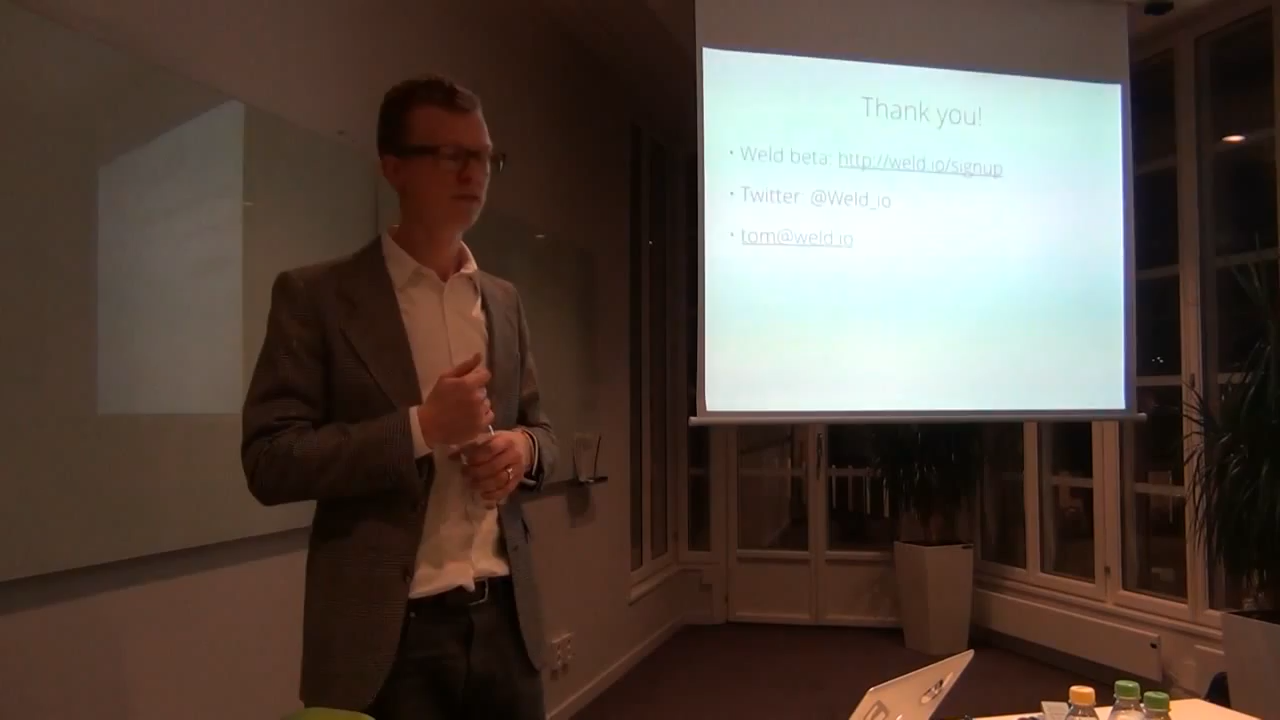 Thank you!
• Weld beta: http://weld.io/signup
• Twitter @Weld_io
• tom@weld.io